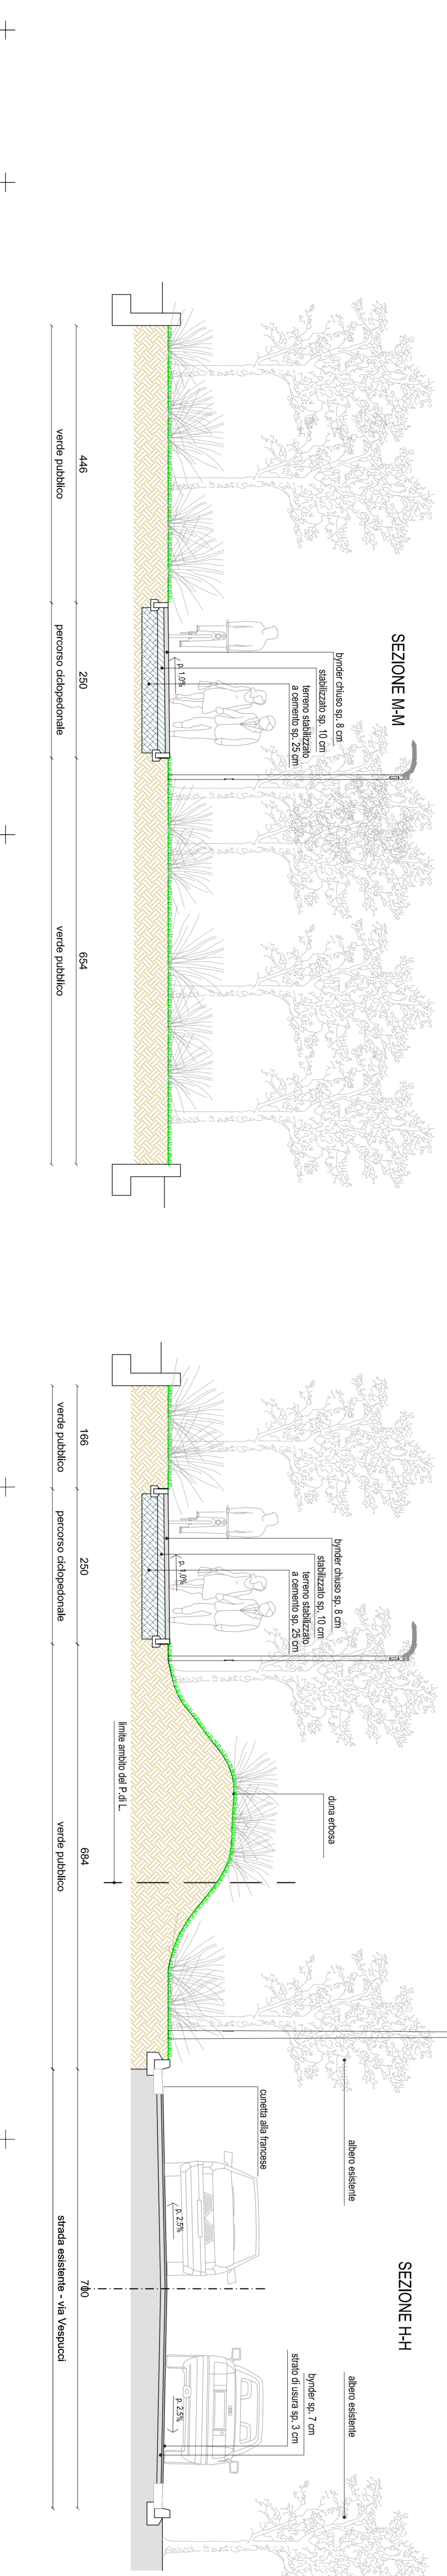 SEZIONE M-M
bynder chiuso sp. 8 cm
stabilizzato sp. 10 cm
terreno stabilizzato
a cemento sp. 25 cm
p. 1,0%
446
250
654
verde pubblico
percorso ciclopedonale
verde pubblico
SEZIONE H-H
albero esistente
albero esistente
bynder chiuso sp. 8 cm
stabilizzato sp. 10 cm
terreno stabilizzato
a cemento sp. 25 cm
duna erbosa
bynder sp. 7 cm
strato di usura sp. 3 cm
cunetta alla francese
p. 1,0%
p. 2,5%
p. 2,5%
limite ambito del P.di L.
166
250
684
700
verde pubblico
percorso ciclopedonale
verde pubblico
strada esistente - via Vespucci